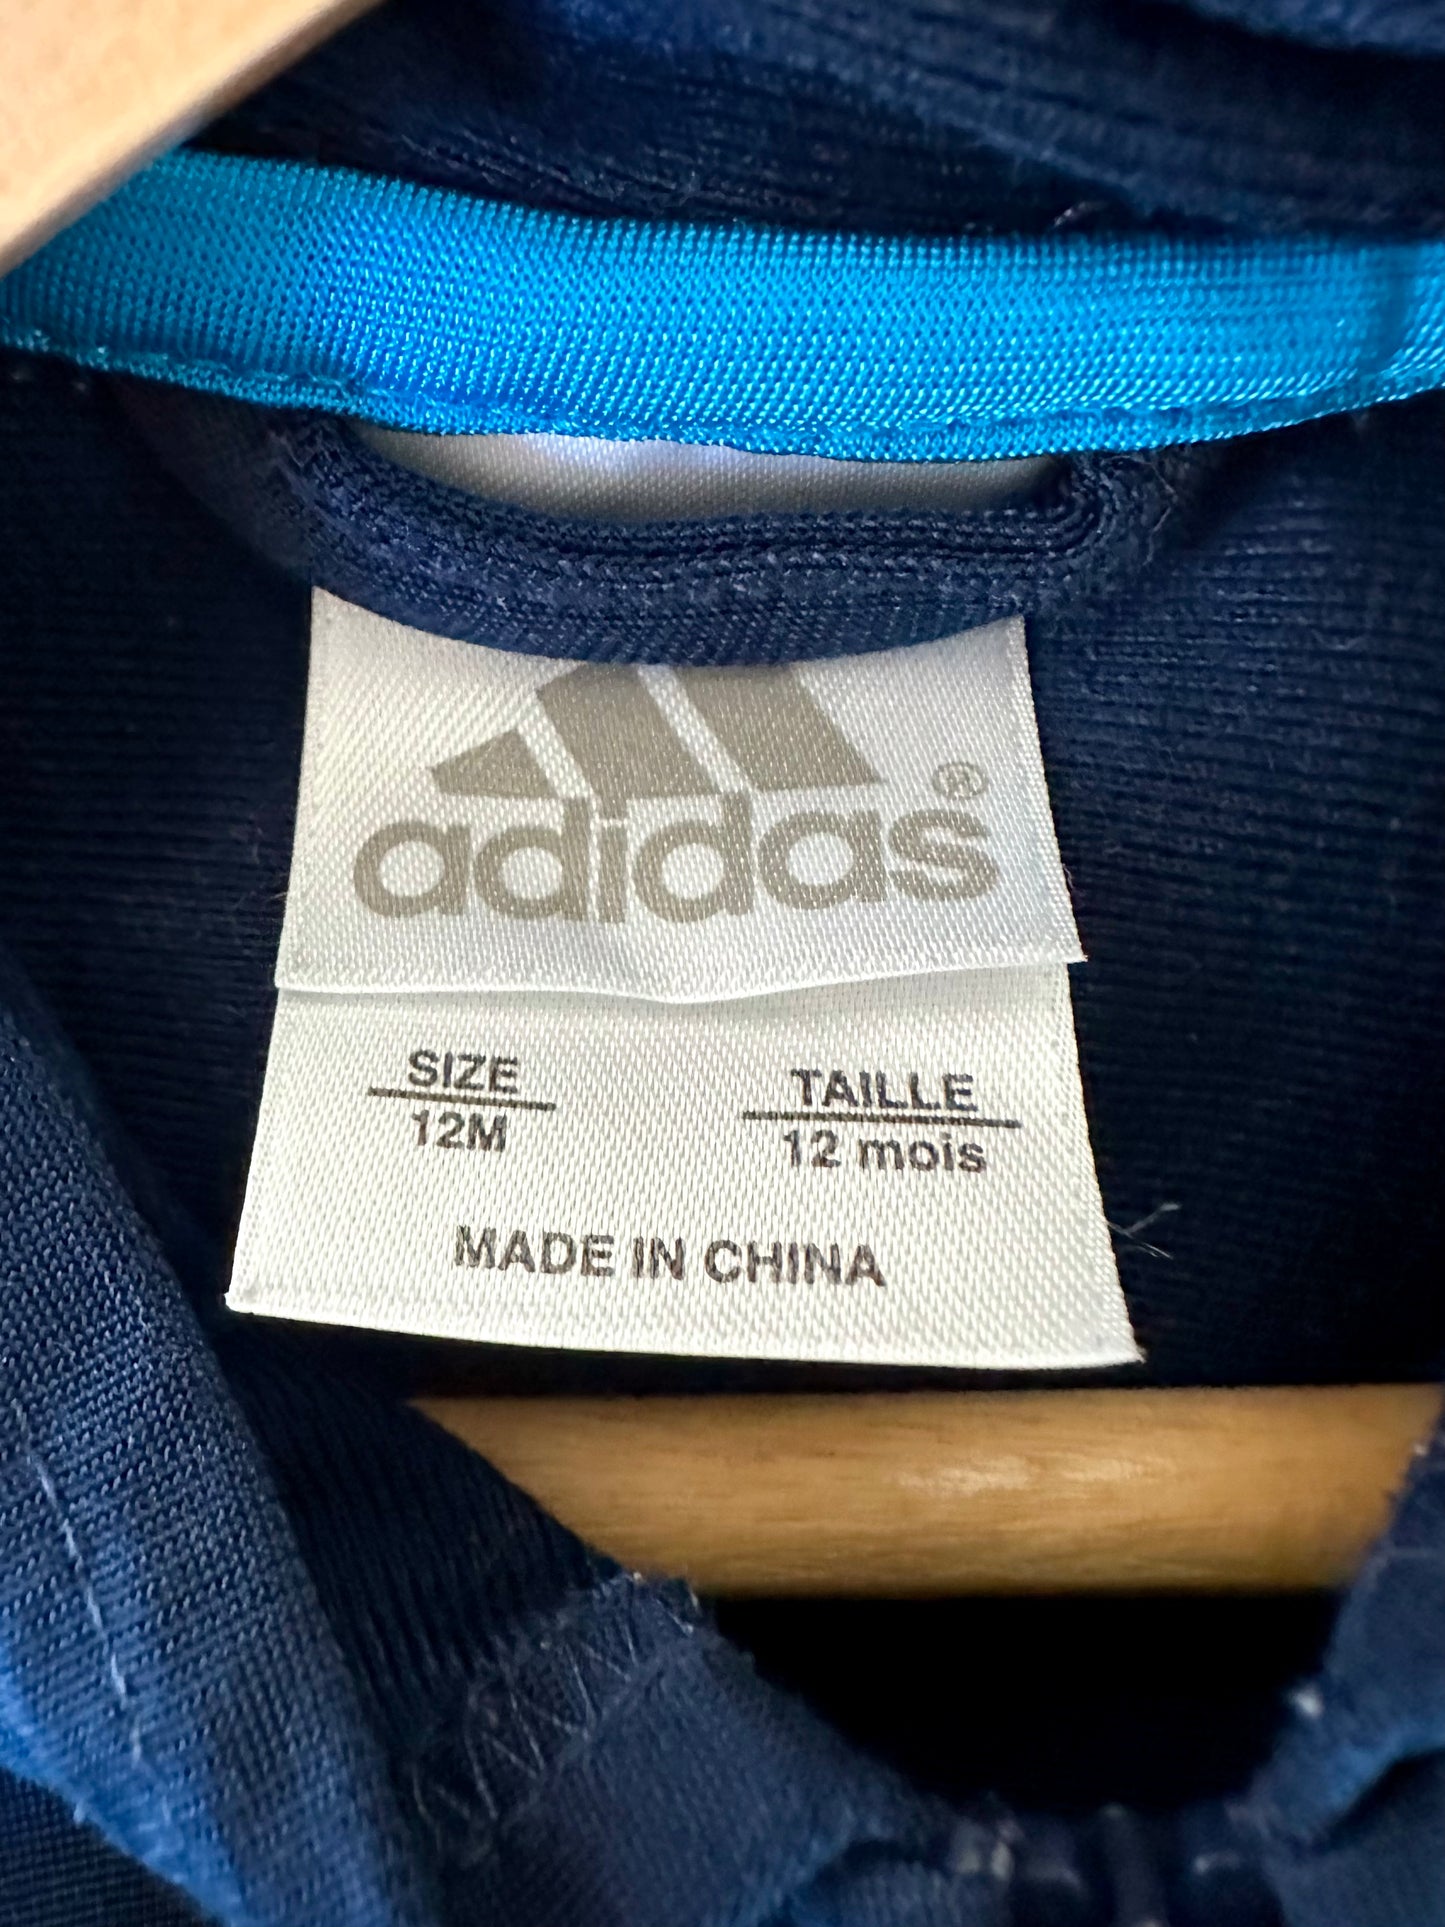 adidas®
SIZE TAILLE
12M 12 mois
MADE IN CHINA